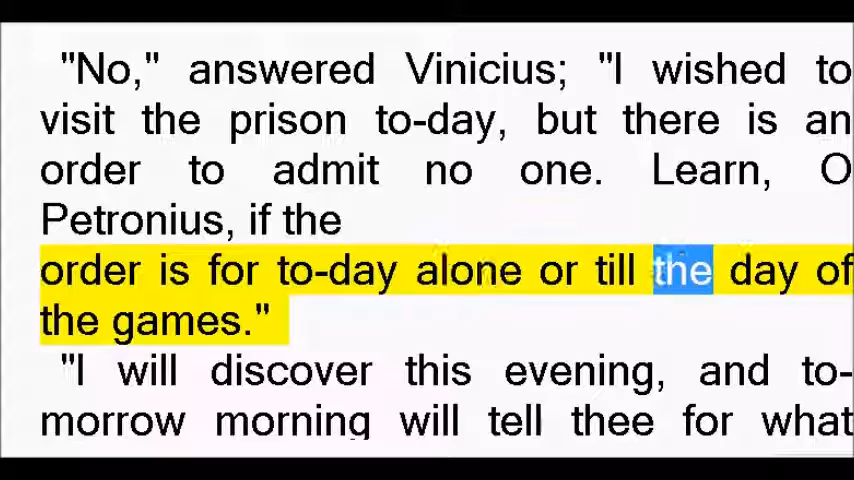 "No," answered Vinicius; "I wished to
visit the prison to-day, but there is an
order to admit no one. Learn, O
Petronius, if the
order is for to-day alone or till the day of
the games."
"I will discover this evening, and to-
morrow morning will tell thee for what